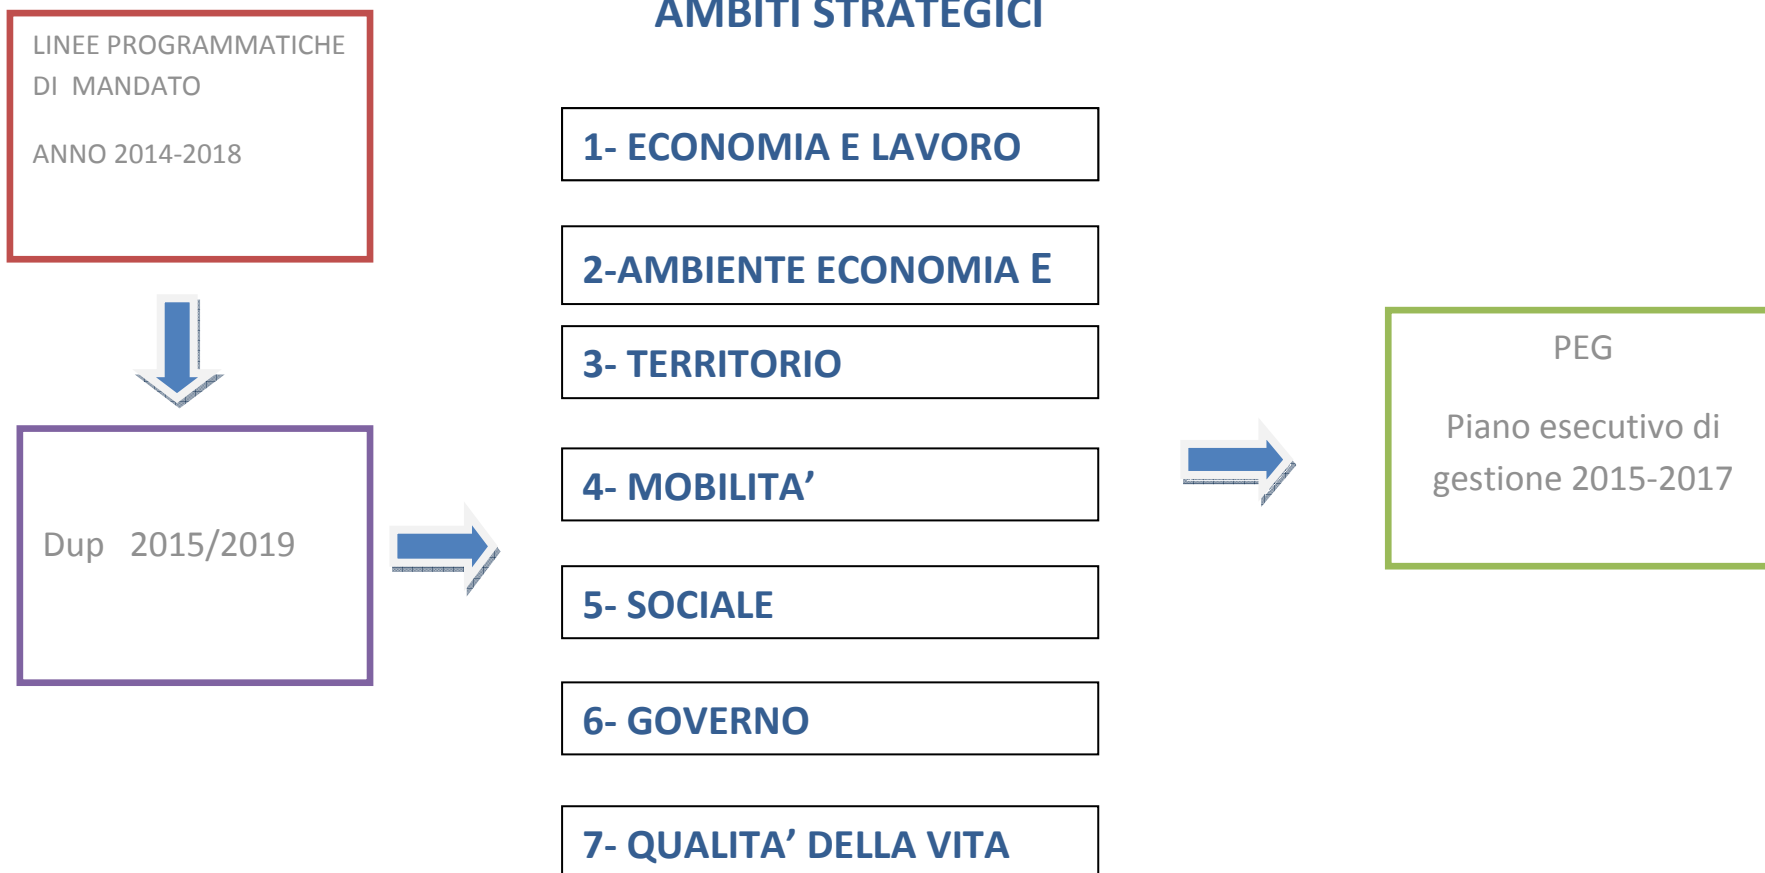 AMBITI STRATEGICI
LINEE PROGRAMMATICHE
DI MANDATO
ANNO 2014-2018
Dup 2015/2019
1- ECONOMIA E LAVORO
2-AMBIENTE ECONOMIA E
3- TERRITORIO
4- MOBILITA’
5- SOCIALE
6- GOVERNO
7- QUALITA’ DELLA VITA
PEG
Piano esecutivo di
gestione 2015-2017